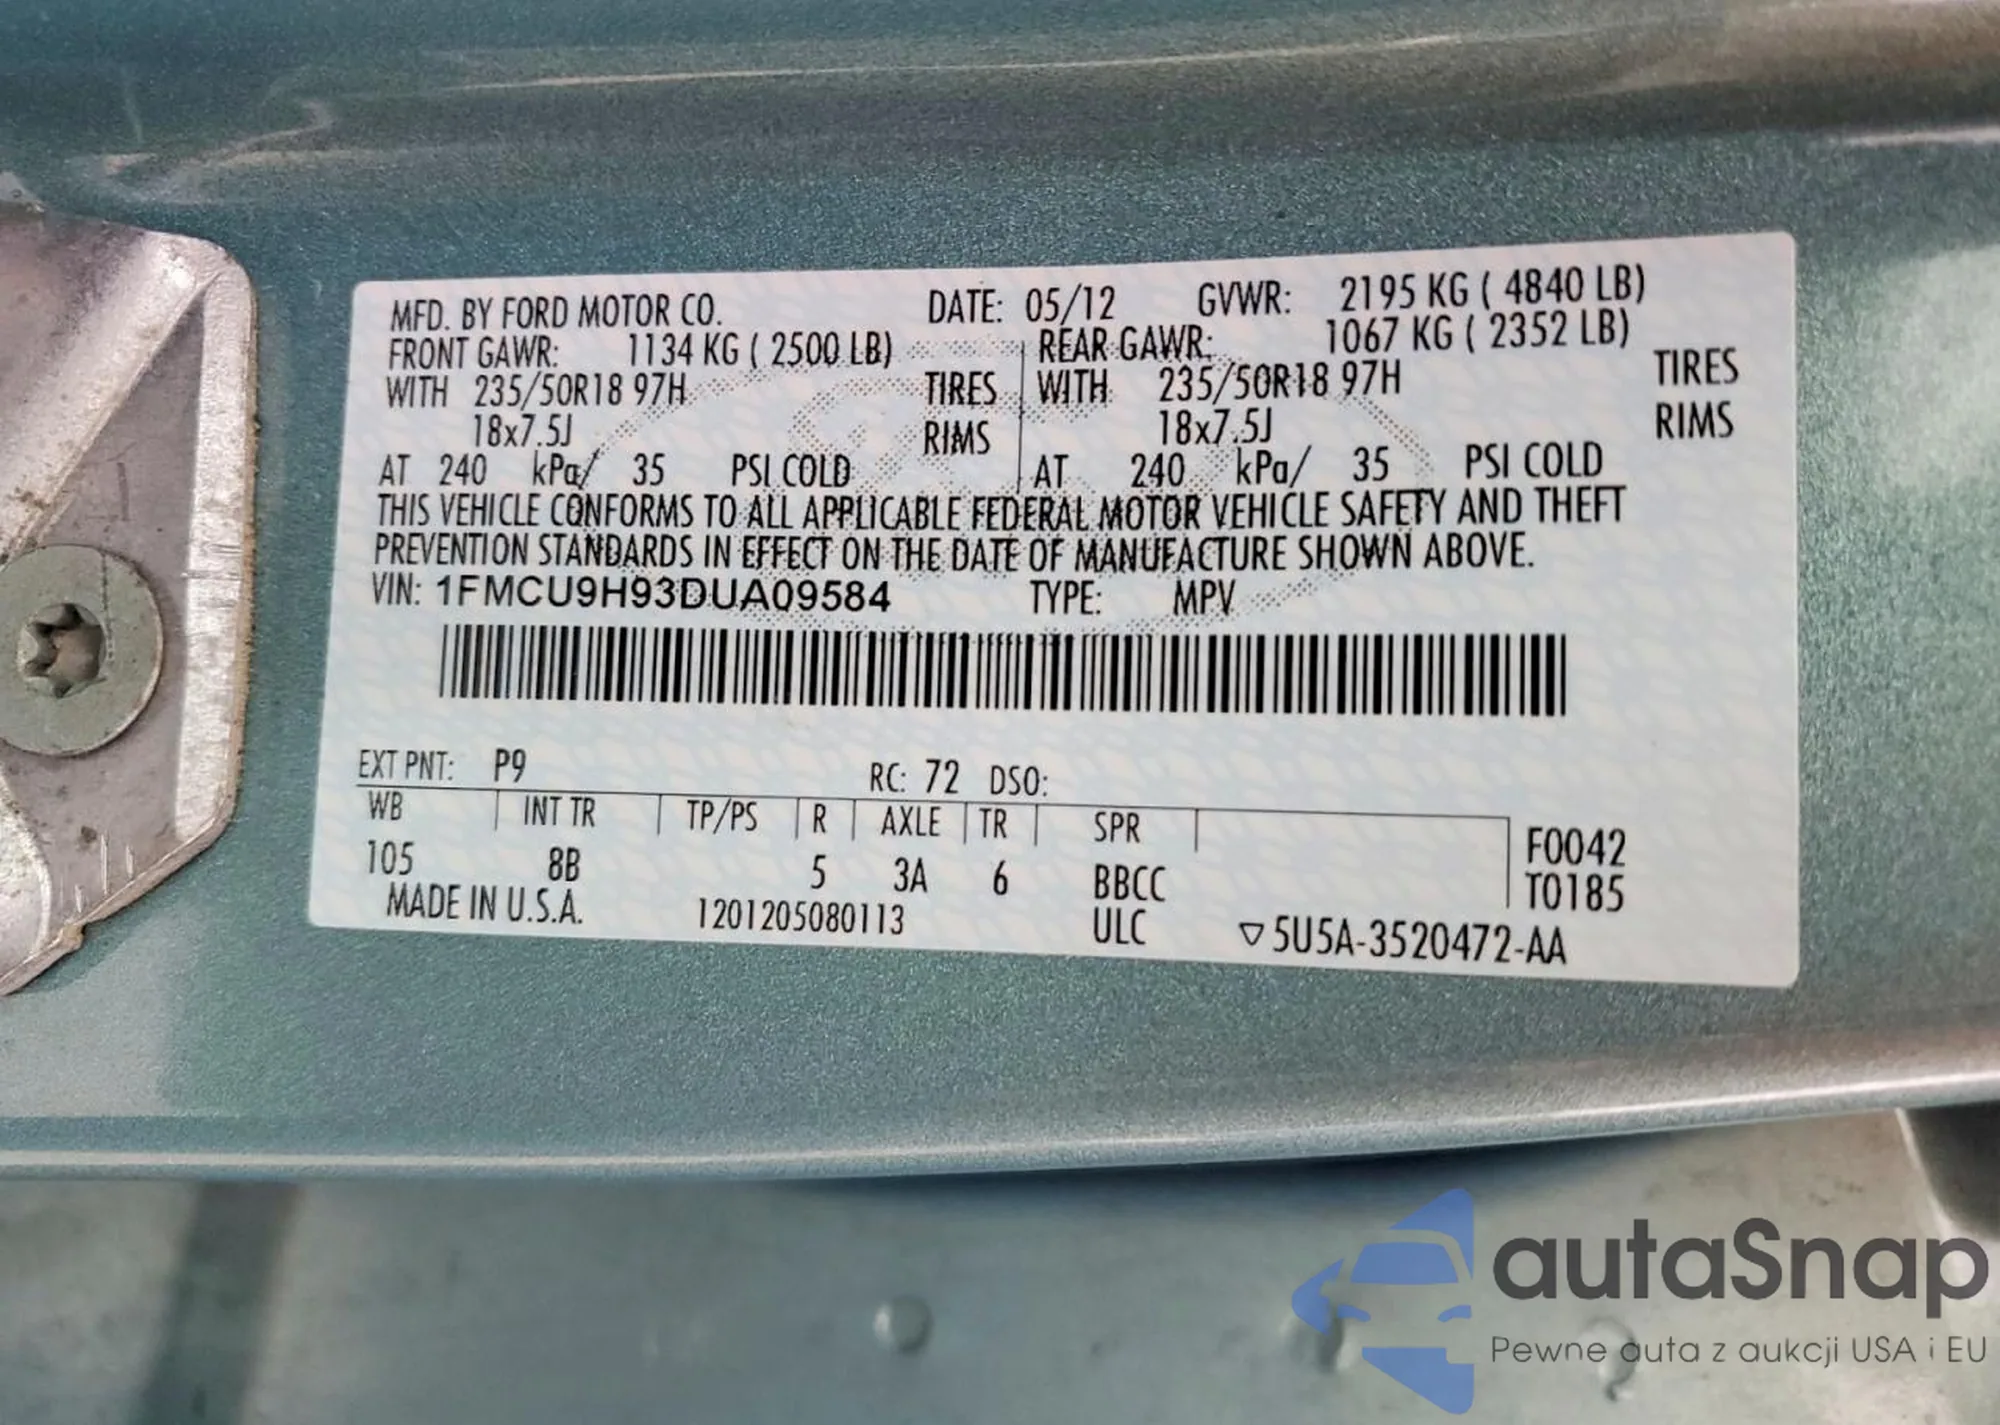 MFD. BY FORD MOTOR CO. DATE: 05/12 GVWR: 2195 KG ( 4840 LB)
FRONT GAWR: 1134 KG ( 2500 LB) REAR GAWR: 1067 KG ( 2352 LB)
WITH 235/50R18 97H TIRES WITH 235/50R18 97H TIRES
18x7.5J RIMS 18x7.5J RIMS
AT 240 kPa/ 35 PSI COLD AT 240 kPa/ 35 PSI COLD
THIS VEHICLE CONFORMS TO ALL APPLICABLE FEDERAL MOTOR VEHICLE SAFETY AND THEFT
PREVENTION STANDARDS IN EFFECT ON THE DATE OF MANUFACTURE SHOWN ABOVE.
VIN: 1FMCU9H93DUA09584 TYPE: MPV
EXT PNT: P9 RC: 72 DSO:
WB INT TR TP/PS R AXLE TR SPR F0042
105 8B 5 3A 6 BBCC T0185
MADE IN U.S.A. 1201205080113 ULC ▽5U5A-3520472-AA
autaSnap
Pewne auta z aukcji USA i EU